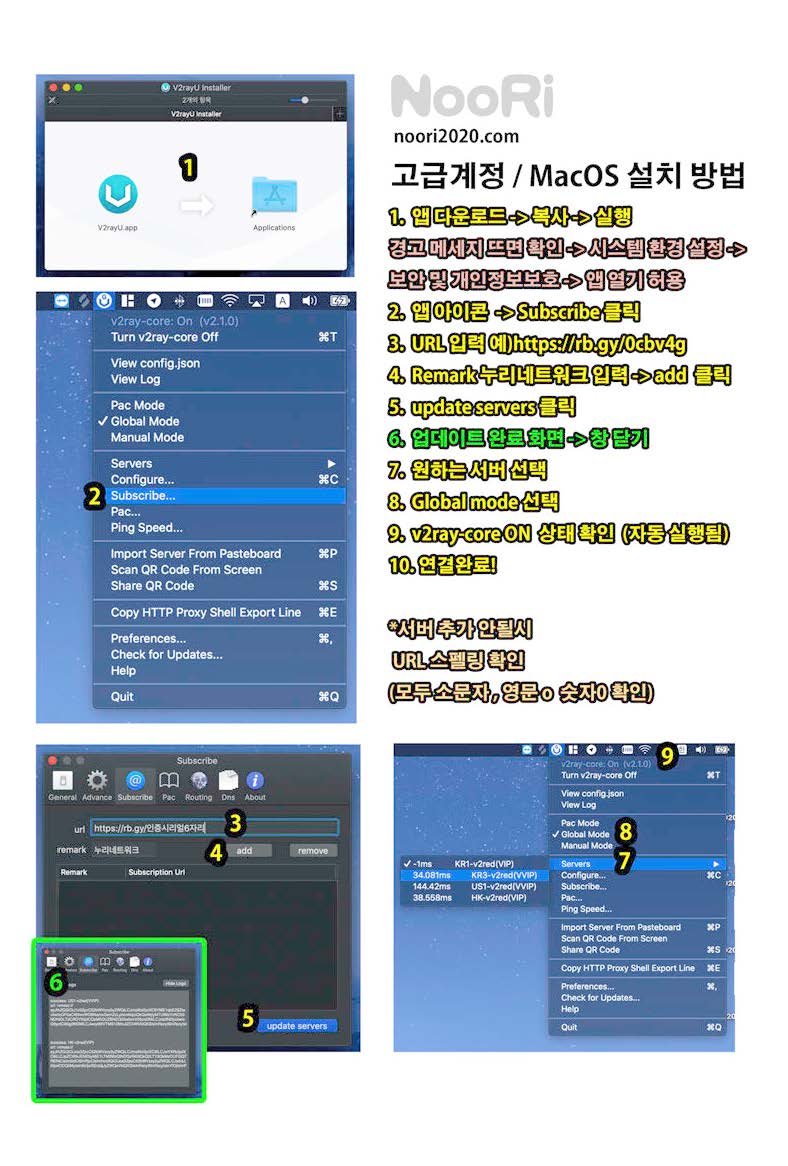 V2rayU Installer
2개의 항목
V2rayU Installer
1
V2rayU.app
Applications
NooRi
noori2020.com
고급계정 / MacOS 설치 방법
1. 앱 다운로드 -> 복사 -> 실행
경고 메세지 뜨면 확인 -> 시스템 환경 설정 ->
보안 및 개인정보보호 -> 앱 열기 허용
2. 앱 아이콘 -> Subscribe 클릭
3. URL 입력 예)https://rb.gy/0cbv4g
4. Remark 누리네트워크 입력 -> add 클릭
5. update servers 클릭
6. 업데이트 완료 화면 -> 창 닫기
7. 원하는 서버 선택
8. Global mode 선택
9. v2ray-core ON 상태 확인 (자동 실행됨)
10. 연결완료!
*서버 추가 안될시
URL 스펠링 확인
(모두 소문자 , 영문 o 숫자0 확인)
v2ray-core: On (v2.1.0)
Turn v2ray-core Off ⌘T
View config.json
View Log
Pac Mode
✓ Global Mode
Manual Mode
Servers ▶
Configure... ⌘C
2 Subscribe...
Pac...
Ping Speed...
Import Server From Pasteboard ⌘P
Scan QR Code From Screen
Share QR Code ⌘S
Copy HTTP Proxy Shell Export Line ⌘E
Preferences... ⌘,
Check for Updates...
Help
Quit ⌘Q
Subscribe
General Advance Subscribe Pac Routing Dns About
url https://rb.gy/인증시리얼6자리 3
remark 누리네트워크 4 add remove
Remark Subscription Url
5 update servers
Subscribe
6
Hide Logs
success: US1-v2red(VVIP)
success: HK-v2red(VIP)
9
v2ray-core: On (v2.1.0)
Turn v2ray-core Off ⌘T
View config.json
View Log
Pac Mode
✓ Global Mode 8
Manual Mode
7
Servers ▶
Configure... ⌘C
Subscribe...
Pac...
Ping Speed...
Import Server From Pasteboard ⌘P
Scan QR Code From Screen
Share QR Code ⌘S
Copy HTTP Proxy Shell Export Line ⌘E
Preferences... ⌘,
Check for Updates...
Help
Quit ⌘Q
✓ -1ms KR1-v2red(VIP)
34.081ms KR3-v2red(VVIP)
144.42ms US1-v2red(VVIP)
38.558ms HK-v2red(VIP)